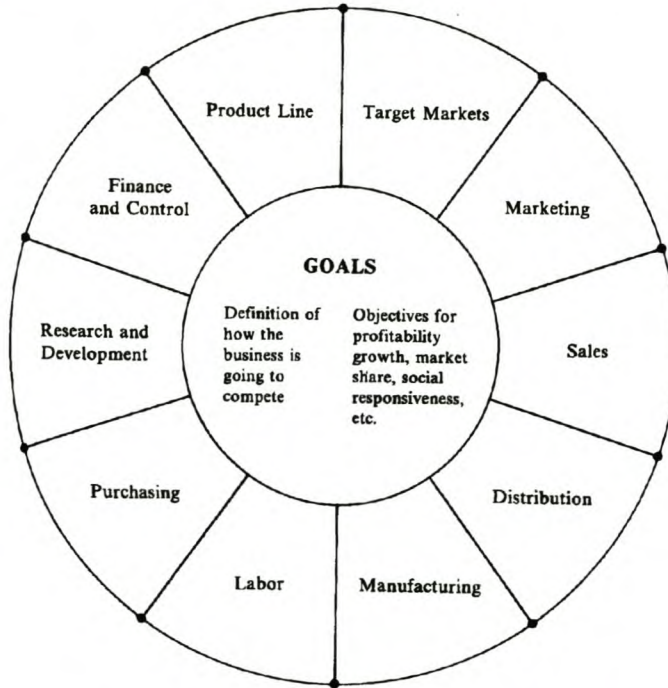 Product Line
Target Markets
Marketing
Sales
Distribution
Manufacturing
Labor
Purchasing
Research and
Development
Finance
and Control
GOALS
Definition of
how the
business is
going to
compete
Objectives for
profitability
growth, market
share, social
responsiveness,
etc.